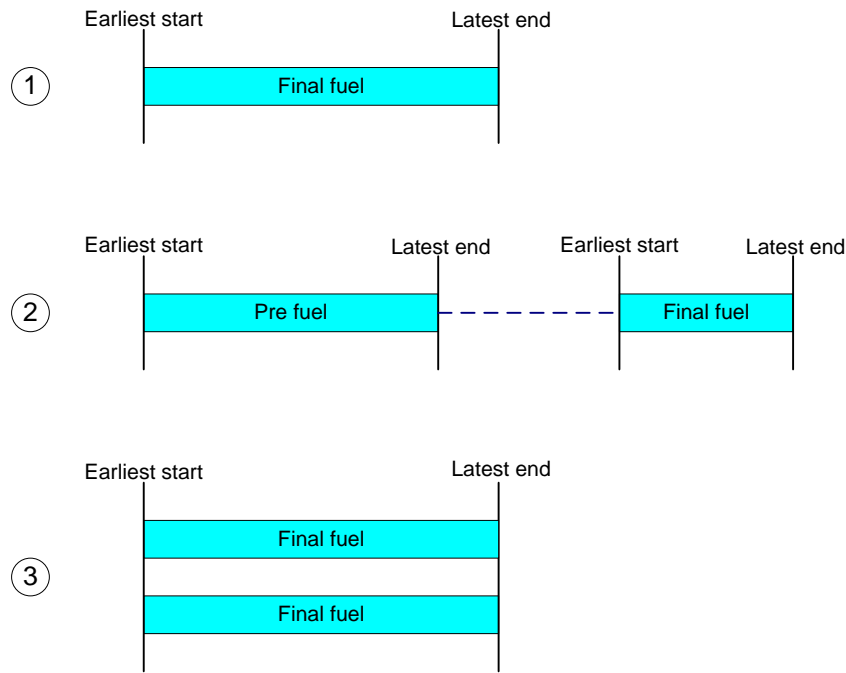 Earliest start
Latest end
1
Final fuel
Earliest start
Latest end
Earliest start
Latest end
2
Pre fuel
Final fuel
Earliest start
Latest end
Final fuel
3
Final fuel